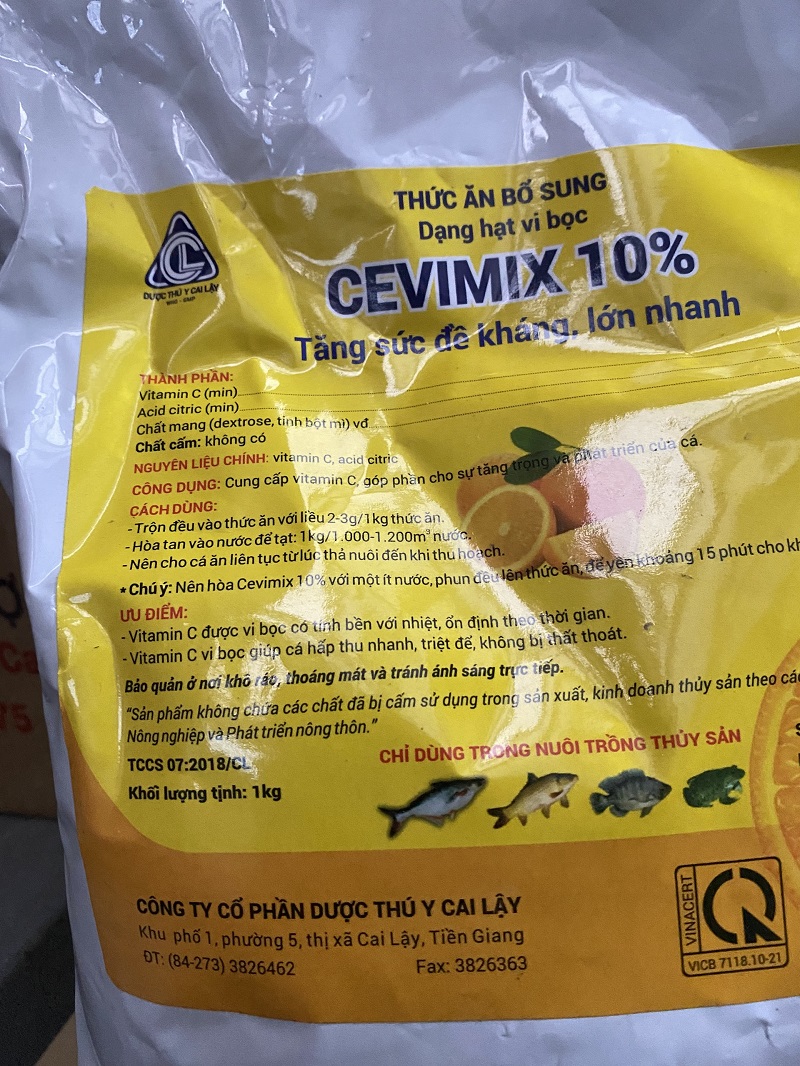 THỨC ĂN BỔ SUNG
Dạng hạt vi bọc
CEVIMIX 10%
Tăng sức đề kháng, lớn nhanh
CL
DƯỢC THÚ Y CAI LẬY
WHO - GMP
THÀNH PHẦN:
Vitamin C (min)
Acid citric (min)
Chất mang (dextrose, tinh bột mì) vđ
Chất cấm: không có
NGUYÊN LIỆU CHÍNH: vitamin C, acid citric
CÔNG DỤNG: Cung cấp vitamin C, góp phần cho sự tăng trọng và phát triển của cá.
CÁCH DÙNG:
- Trộn đều vào thức ăn với liều 2-3g/1kg thức ăn.
- Hòa tan vào nước để tạt: 1kg/1.000-1.200m³ nước.
- Nên cho cá ăn liên tục từ lúc thả nuôi đến khi thu hoạch.
* Chú ý: Nên hòa Cevimix 10% với một ít nước, phun đều lên thức ăn, để yên khoảng 15 phút cho
ƯU ĐIỂM:
- Vitamin C được vi bọc có tính bền với nhiệt, ổn định theo thời gian.
- Vitamin C vi bọc giúp cá hấp thu nhanh, triệt để, không bị thất thoát.
Bảo quản ở nơi khô ráo, thoáng mát và tránh ánh sáng trực tiếp.
"Sản phẩm không chứa các chất đã bị cấm sử dụng trong sản xuất, kinh doanh thủy sản theo
Nông nghiệp và Phát triển nông thôn."
TCCS 07:2018/CL
CHỈ DÙNG TRONG NUÔI TRỒNG THỦY SẢN
Khối lượng tịnh: 1kg
CÔNG TY CỔ PHẦN DƯỢC THÚ Y CAI LẬY
Khu phố 1, phường 5, thị xã Cai Lậy, Tiền Giang
ĐT: (84-273) 3826462 Fax: 3826363
VINACERT
VICB 7118.10-21